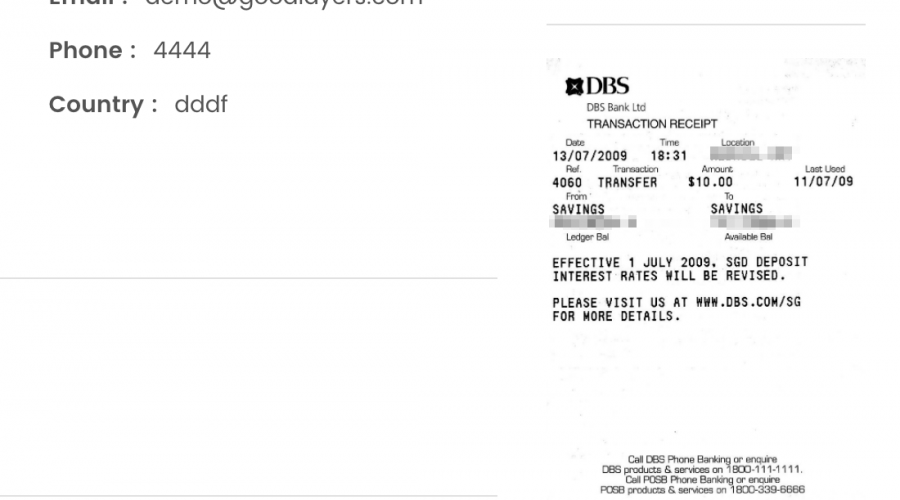 Email : demo@goodlayers.com
Phone : 4444
Country : dddf
DBS
DBS Bank Ltd
TRANSACTION RECEIPT
Date Time Location
13/07/2009 18:31
Ref. Transaction Amount Last Used
4060 TRANSFER $10.00 11/07/09
From To
SAVINGS SAVINGS
Ledger Bal Available Bal
EFFECTIVE 1 JULY 2009. SGD DEPOSIT
INTEREST RATES WILL BE REVISED.
PLEASE VISIT US AT WWW.DBS.COM/SG
FOR MORE DETAILS.
Call DBS Phone Banking or enquire
DBS products & services on 1800-111-1111.
Call POSB Phone Banking or enquire
POSB products & services on 1800-339-6666